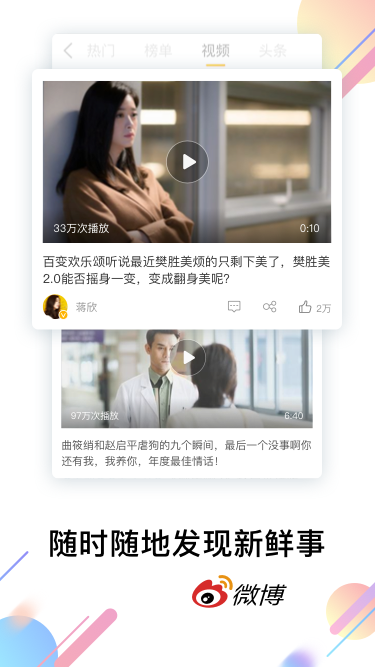 热门 榜单 视频 头条
33万次播放 0:10
百变欢乐颂听说最近樊胜美烦的只剩下美了，樊胜美
2.0能否摇身一变，变成翻身美呢？
蒋欣 2万
97万次播放 6:40
曲筱绡和赵启平虐狗的九个瞬间，最后一个没事啊你
还有我，我养你，年度最佳情话！
随时随地发现新鲜事
微博